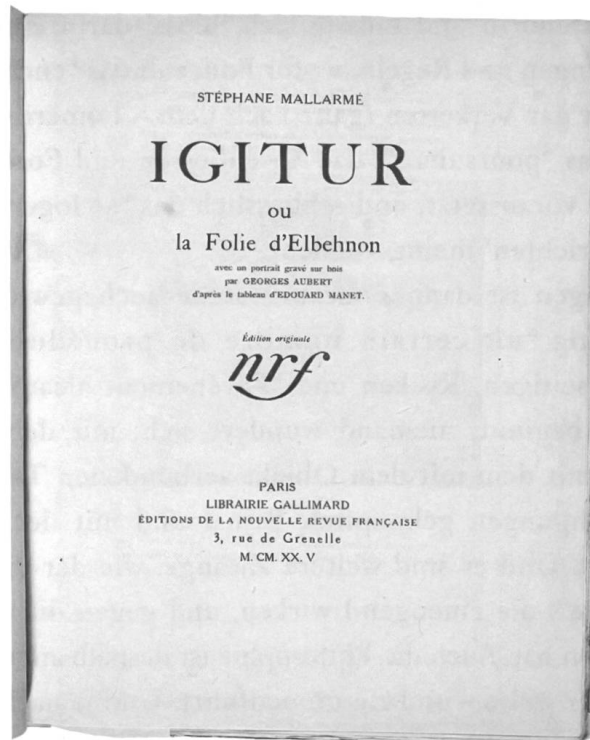 STÉPHANE MALLARMÉ
IGITUR
ou
la Folie d'Elbehnon
avec un portrait gravé sur bois
par GEORGES AUBERT
d'après le tableau d'EDOUARD MANET.
Édition originale
nrf
PARIS
LIBRAIRIE GALLIMARD
ÉDITIONS DE LA NOUVELLE REVUE FRANÇAISE
3, rue de Grenelle
M. CM. XX. V